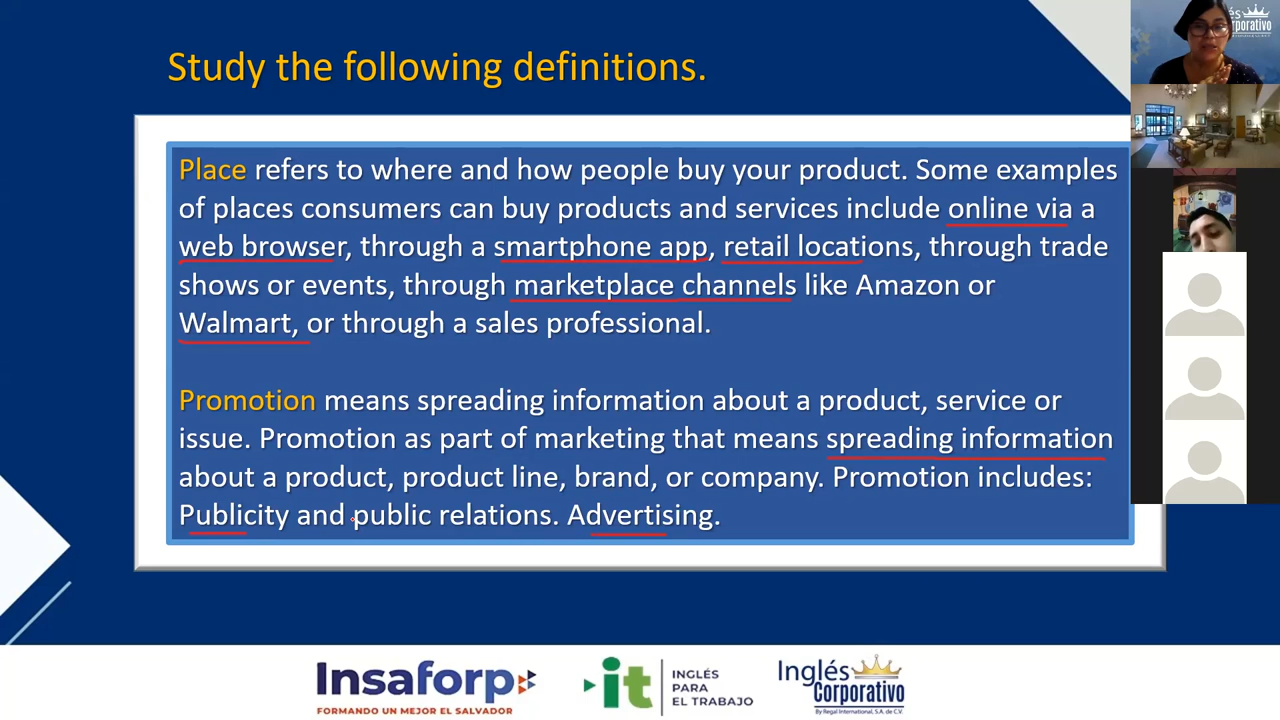 Study the following definitions.
Place refers to where and how people buy your product. Some examples
of places consumers can buy products and services include online via a
web browser, through a smartphone app, retail locations, through trade
shows or events, through marketplace channels like Amazon or
Walmart, or through a sales professional.
Promotion means spreading information about a product, service or
issue. Promotion as part of marketing that means spreading information
about a product, product line, brand, or company. Promotion includes:
Publicity and public relations. Advertising.
Insaforp
FORMANDO UN MEJOR EL SALVADOR
it
INGLÉS
PARA
EL TRABAJO
Inglés
Corporativo
By Regal International, S.A. de C.V.